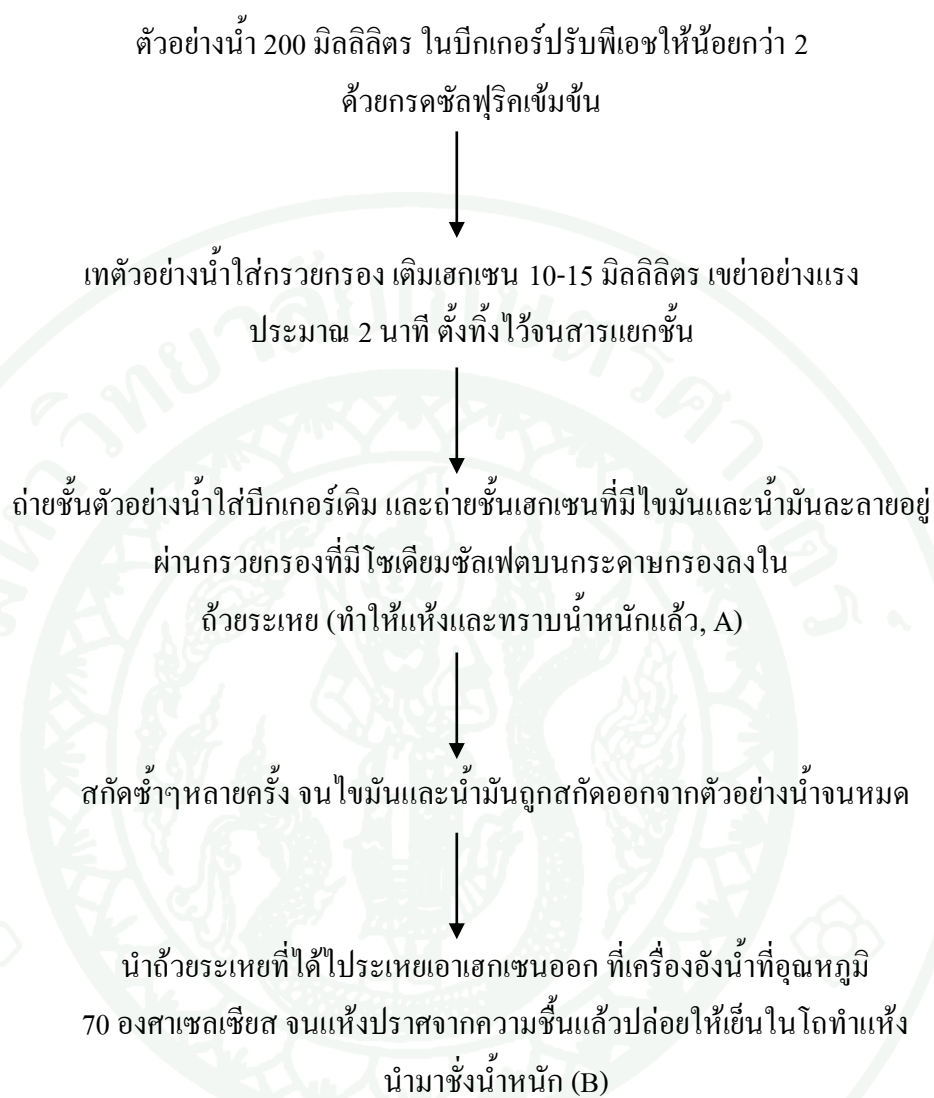 ตัวอย่างน้ำ 200 มิลลิลิตร ในบีกเกอร์ปรับพีเอชให้น้อยกว่า 2
ด้วยกรดซัลฟุริคเข้มข้น
เทตัวอย่างน้ำใส่กรวยกรอง เติมเฮกเซน 10-15 มิลลิลิตร เขย่าอย่างแรง
ประมาณ 2 นาที ตั้งทิ้งไว้จนสารแยกชั้น
ถ่ายชั้นตัวอย่างน้ำใส่บีกเกอร์เดิม และถ่ายชั้นเฮกเซนที่มีไขมันและน้ำมันละลายอยู่
ผ่านกรวยกรองที่มีโซเดียมซัลเฟตบนกระดาษกรองลงใน
ถ้วยระเหย (ทำให้แห้งและทราบน้ำหนักแล้ว, A)
สกัดซ้ำๆหลายครั้ง จนไขมันและน้ำมันถูกสกัดออกจากตัวอย่างน้ำจนหมด
นำถ้วยระเหยที่ได้ไประเหยเอาเฮกเซนออก ที่เครื่องอังน้ำที่อุณหภูมิ
70 องศาเซลเซียส จนแห้งปราศจากความชื้นแล้วปล่อยให้เย็นในโถทำแห้ง
นำมาชั่งน้ำหนัก (B)